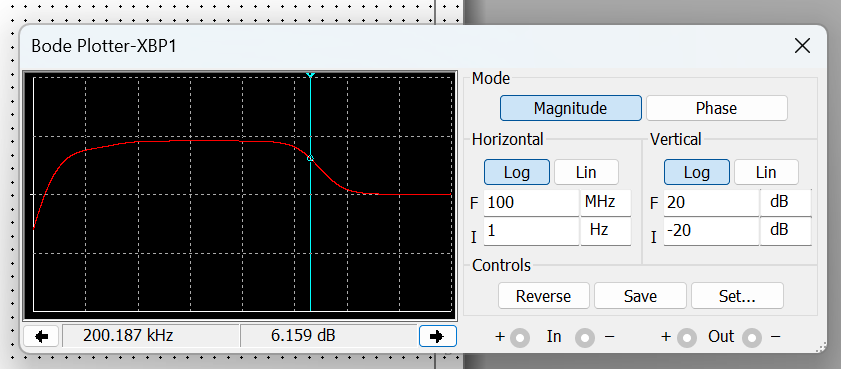 Bode Plotter-XBP1
Mode
Magnitude Phase
Horizontal Vertical
Log Lin Log Lin
F 100 MHz F 20 dB
I 1 Hz I -20 dB
Controls
Reverse Save Set...
200.187 kHz 6.159 dB + In − + Out −